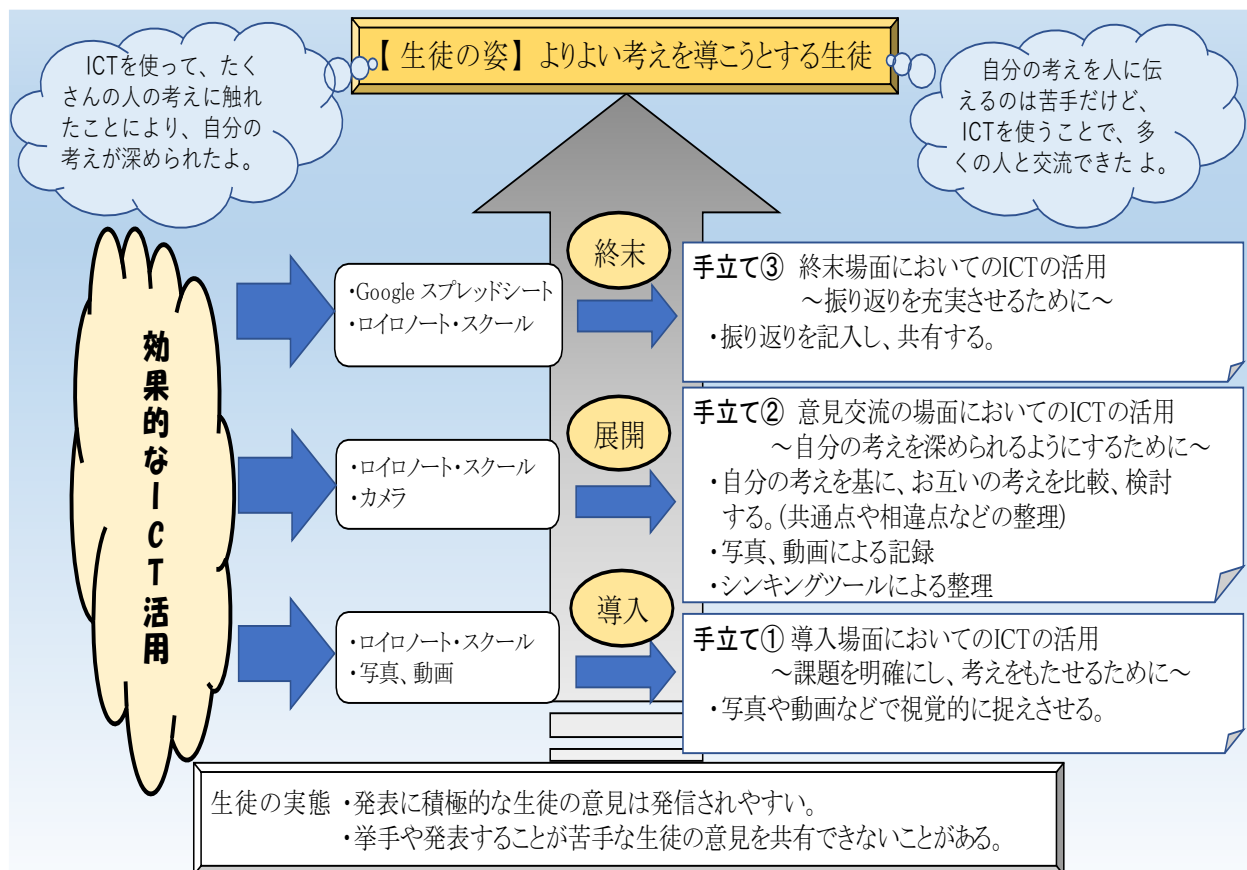 【 生徒の姿】 よりよい考えを導こうとする生徒
ICTを使って、たく
さんの人の考えに触れ
たことにより、自分の
考えが深められたよ。
自分の考えを人に伝
えるのは苦手だけど、
ICTを使うことで、多
くの人と交流できた よ。
効果的なICT活用
・Google スプレッドシート
・ロイロノート・スクール
終末
手立て③ 終末場面においてのICTの活用
~振り返りを充実させるために~
・振り返りを記入し、共有する。
・ロイロノート・スクール
・カメラ
展開
手立て② 意見交流の場面においてのICTの活用
~自分の考えを深められるようにするために~
・自分の考えを基に、お互いの考えを比較、検討
する。(共通点や相違点などの整理)
・写真、動画による記録
・シンキングツールによる整理
・ロイロノート・スクール
・写真、動画
導入
手立て① 導入場面においてのICTの活用
~課題を明確にし、考えをもたせるために~
・写真や動画などで視覚的に捉えさせる。
生徒の実態 ・発表に積極的な生徒の意見は発信されやすい。
・挙手や発表することが苦手な生徒の意見を共有できないことがある。